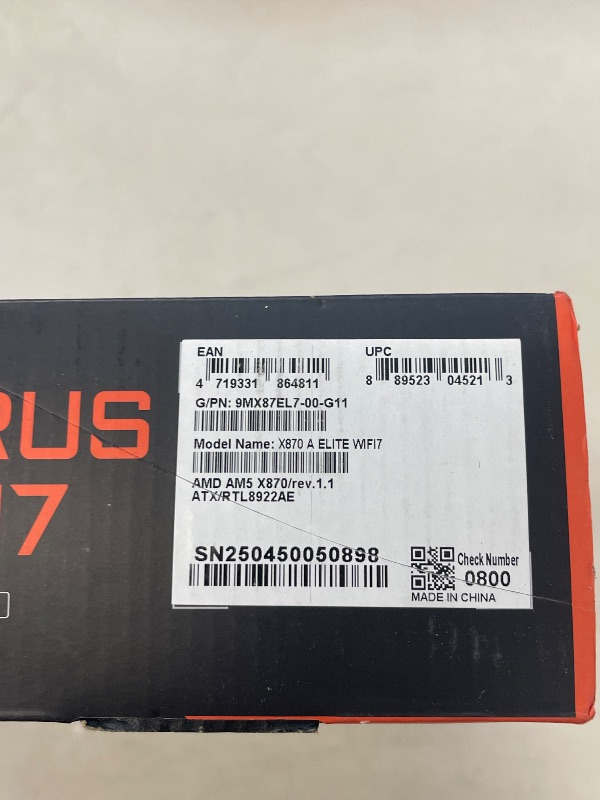 RUS
I7
EAN
UPC
4 719331 864811
8 89523 04521 3
G/PN: 9MX87EL7-00-G11
Model Name: X870 A ELITE WIFI7
AMD AM5 X870/rev.1.1
ATX/RTL8922AE
SN250450050898
Check Number
0800
MADE IN CHINA